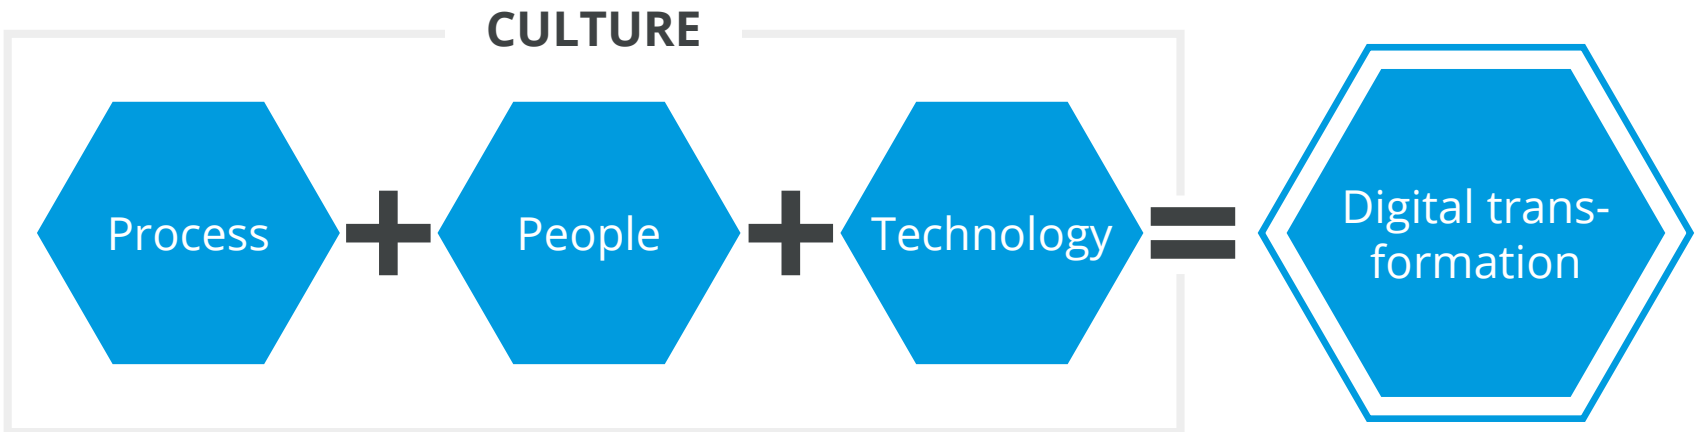 CULTURE
Process + People + Technology = Digital trans-
formation